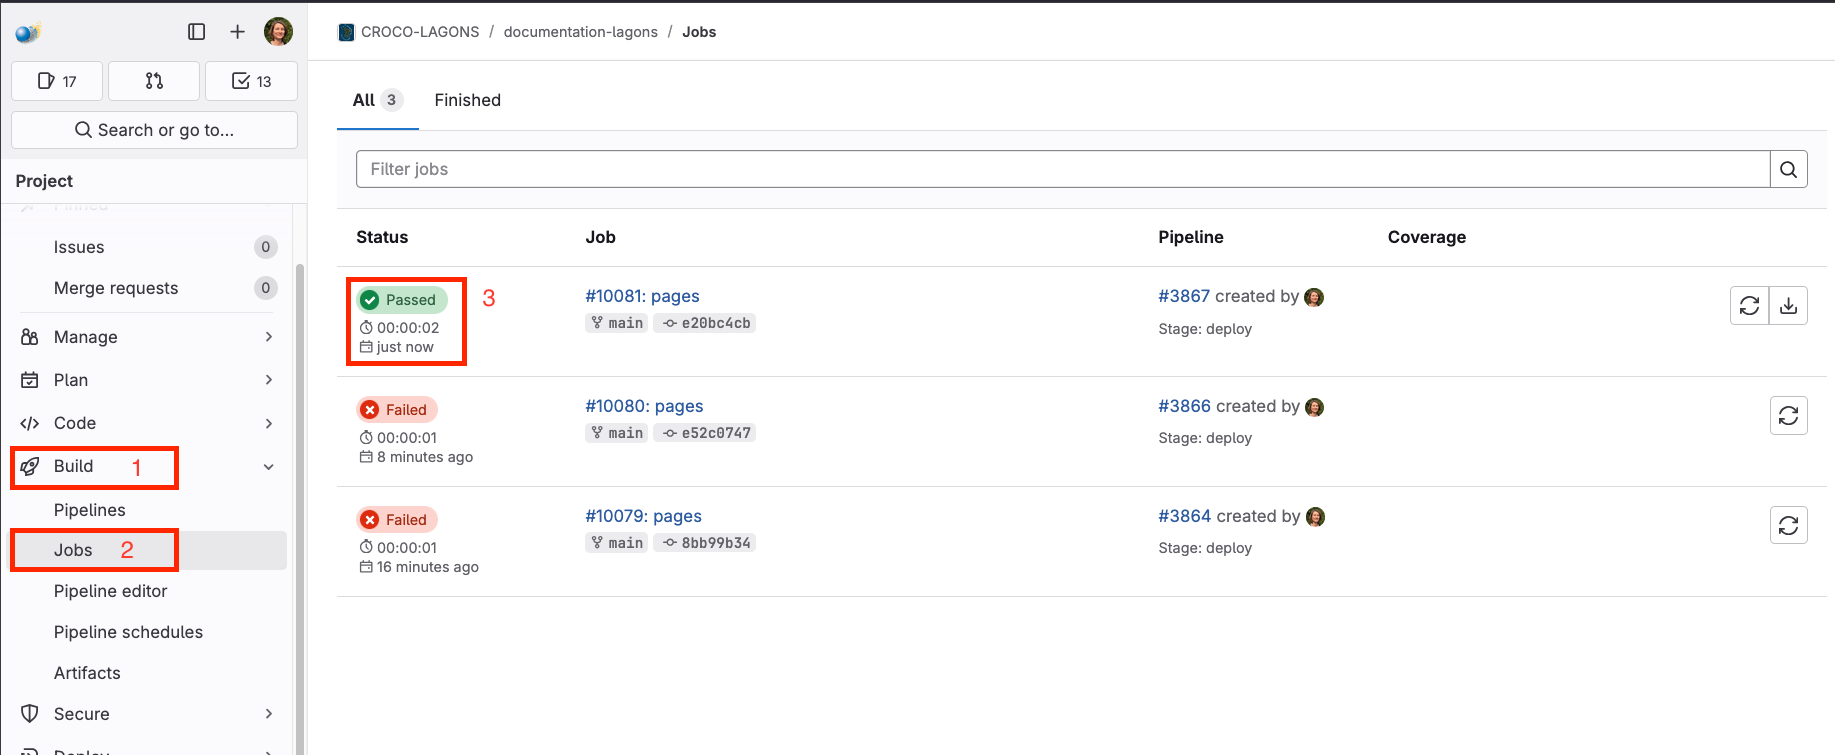 17
13
Search or go to...
Project
Pinned
Issues 0
Merge requests 0
Manage
Plan
Code
Build 1
Pipelines
Jobs 2
Pipeline editor
Pipeline schedules
Artifacts
Secure
Deploy
CROCO-LAGONS / documentation-lagons / Jobs
All 3 Finished
Filter jobs
Status Job Pipeline Coverage
Passed 3 #10081: pages #3867 created by
00:00:02 main e20bc4cb Stage: deploy
just now
Failed #10080: pages #3866 created by
00:00:01 main e52c0747 Stage: deploy
8 minutes ago
Failed #10079: pages #3864 created by
00:00:01 main 8bb99b34 Stage: deploy
16 minutes ago